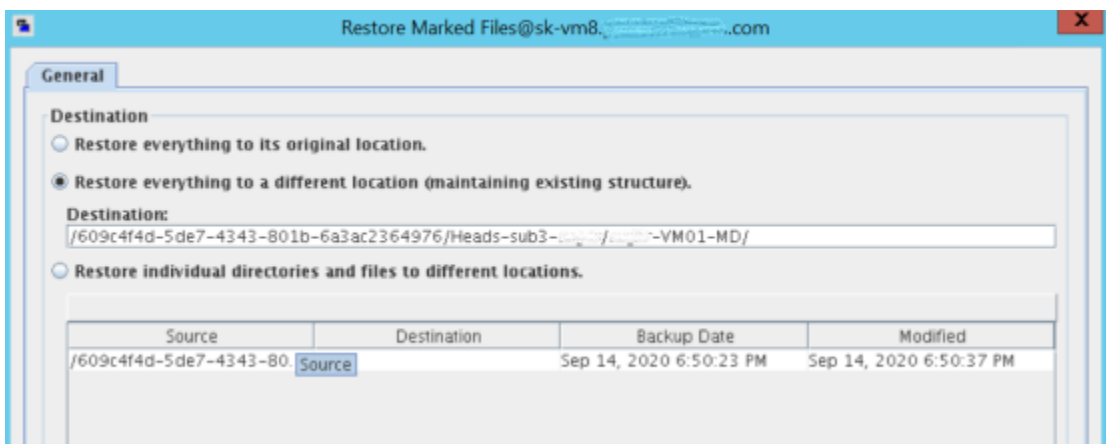 Restore Marked Files@sk-vm8. .com
X
General
Destination
Restore everything to its original location.
Restore everything to a different location (maintaining existing structure).
Destination:
/609c4f4d-5de7-4343-801b-6a3ac2364976/Heads-sub3- / -VM01-MD/
Restore individual directories and files to different locations.
Source Destination Backup Date Modified
/609c4f4d-5de7-4343-80. Source Sep 14, 2020 6:50:23 PM Sep 14, 2020 6:50:37 PM